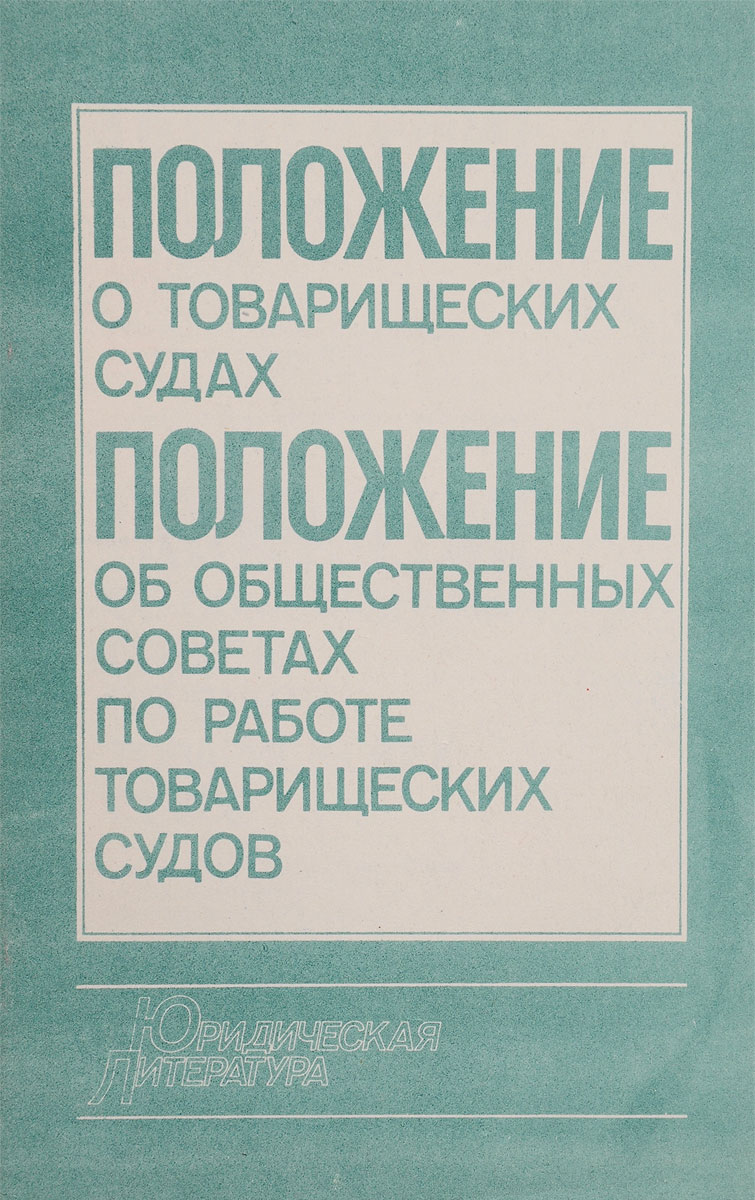 ПОЛОЖЕНИЕ
О ТОВАРИЩЕСКИХ
СУДАХ
ПОЛОЖЕНИЕ
ОБ ОБЩЕСТВЕННЫХ
СОВЕТАХ
ПО РАБОТЕ
ТОВАРИЩЕСКИХ
СУДОВ
ЮРИДИЧЕСКАЯ
ЛИТЕРАТУРА